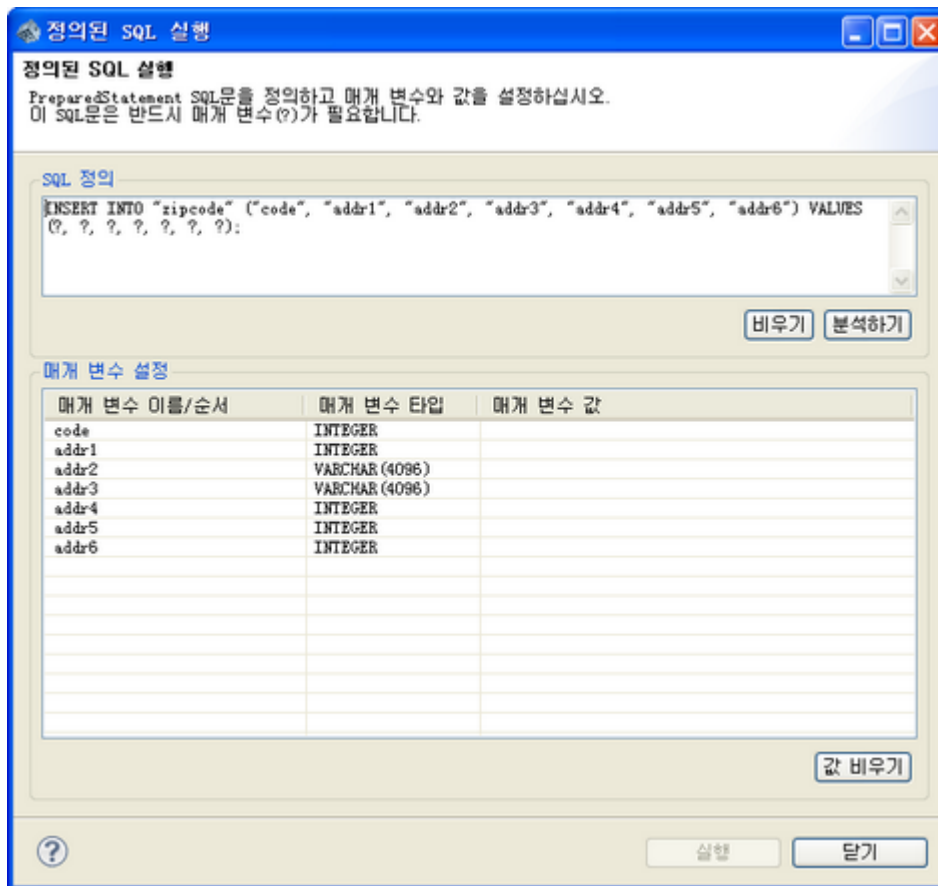 정의된 SQL 실행
정의된 SQL 실행
PreparedStatement SQL문을 정의하고 매개 변수와 값을 설정하십시오.
이 SQL문은 반드시 매개 변수(?)가 필요합니다.
SQL 정의
INSERT INTO "zipcode" ("code", "addr1", "addr2", "addr3", "addr4", "addr5", "addr6") VALUES
(?, ?, ?, ?, ?, ?, ?);
비우기 분석하기
매개 변수 설정
매개 변수 이름/순서 매개 변수 타입 매개 변수 값
code INTEGER
addr1 INTEGER
addr2 VARCHAR(4096)
addr3 VARCHAR(4096)
addr4 INTEGER
addr5 INTEGER
addr6 INTEGER
값 비우기
? 실행 닫기